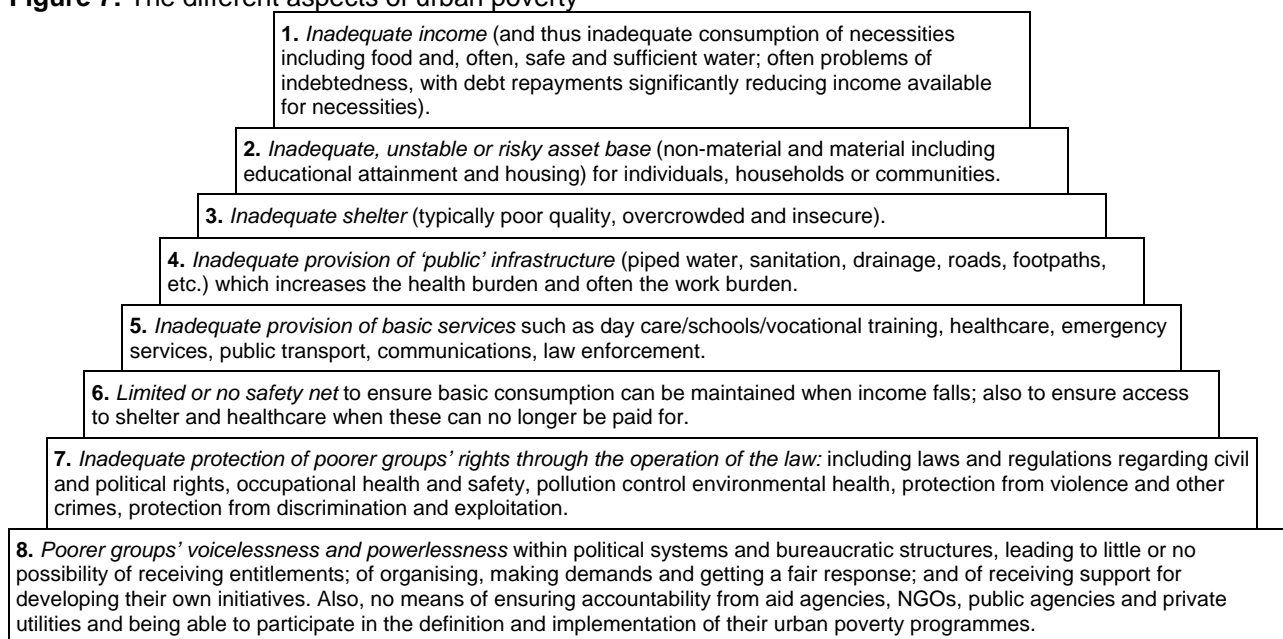 Figure 7: The different aspects of urban poverty
1. Inadequate income (and thus inadequate consumption of necessities
including food and, often, safe and sufficient water; often problems of
indebtedness, with debt repayments significantly reducing income available
for necessities).
2. Inadequate, unstable or risky asset base (non-material and material including
educational attainment and housing) for individuals, households or communities.
3. Inadequate shelter (typically poor quality, overcrowded and insecure).
4. Inadequate provision of ‘public’ infrastructure (piped water, sanitation, drainage, roads, footpaths,
etc.) which increases the health burden and often the work burden.
5. Inadequate provision of basic services such as day care/schools/vocational training, healthcare, emergency
services, public transport, communications, law enforcement.
6. Limited or no safety net to ensure basic consumption can be maintained when income falls; also to ensure access
to shelter and healthcare when these can no longer be paid for.
7. Inadequate protection of poorer groups’ rights through the operation of the law: including laws and regulations regarding civil
and political rights, occupational health and safety, pollution control environmental health, protection from violence and other
crimes, protection from discrimination and exploitation.
8. Poorer groups’ voicelessness and powerlessness within political systems and bureaucratic structures, leading to little or no
possibility of receiving entitlements; of organising, making demands and getting a fair response; and of receiving support for
developing their own initiatives. Also, no means of ensuring accountability from aid agencies, NGOs, public agencies and private
utilities and being able to participate in the definition and implementation of their urban poverty programmes.